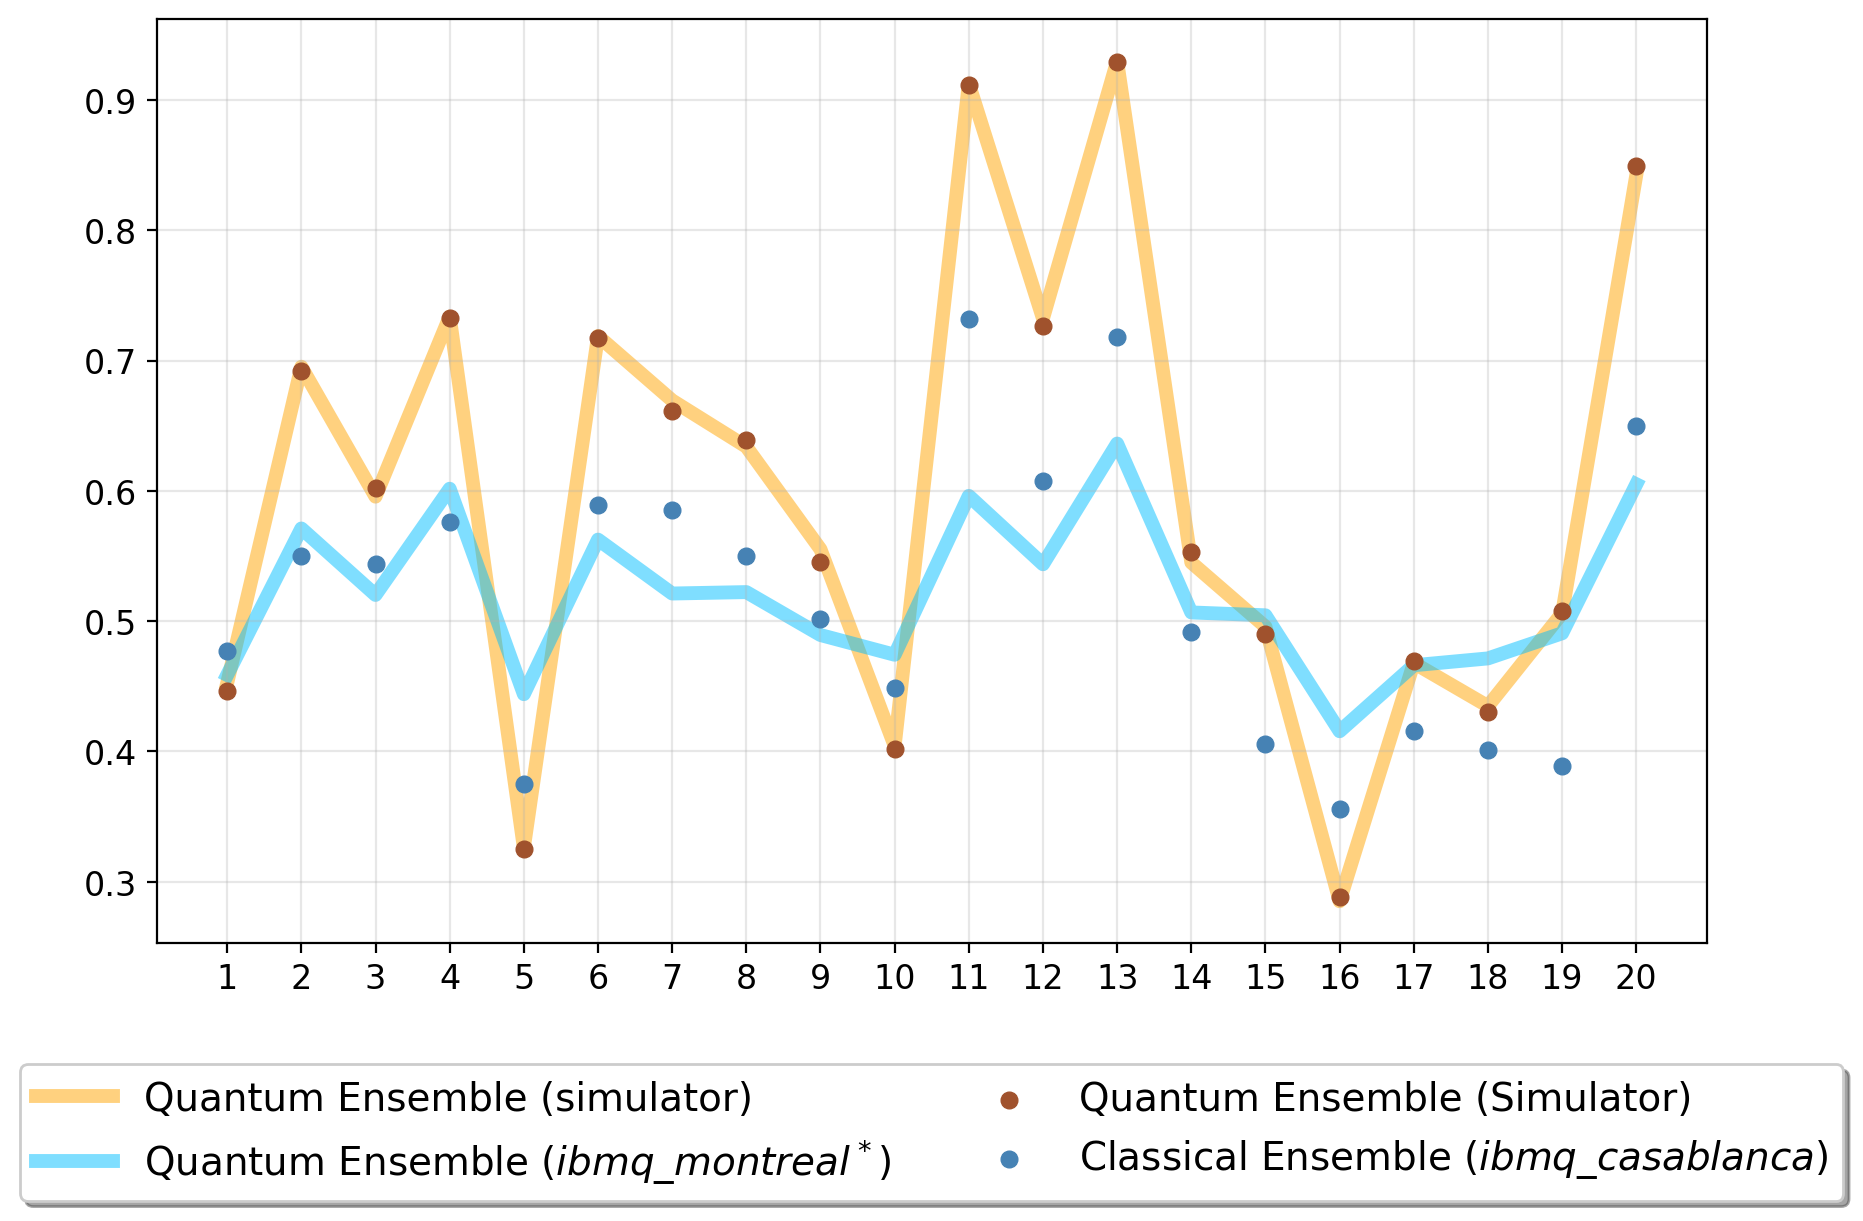 0.9
0.8
0.7
0.6
0.5
0.4
0.3
1 2 3 4 5 6 7 8 9 10 11 12 13 14 15 16 17 18 19 20
Quantum Ensemble (simulator)
Quantum Ensemble (ibmq_montreal*)
Quantum Ensemble (Simulator)
Classical Ensemble (ibmq_casablanca)